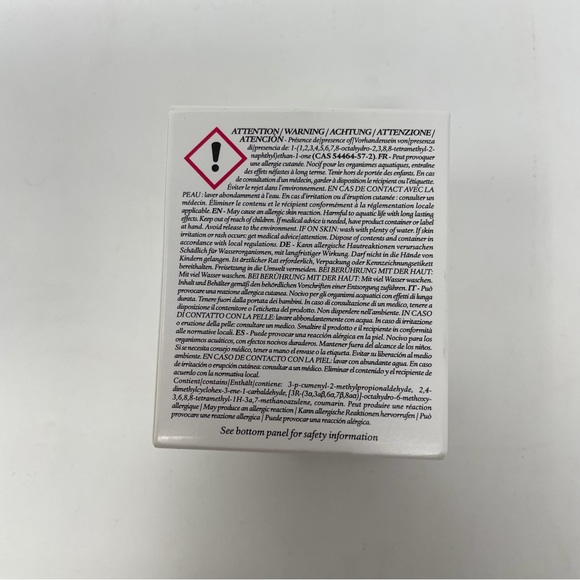 ATTENTION / WARNING / ACHTUNG / ATTENZIONE /
ATENCIÓN - Présence de/presence of/Vorhandensein von/presenza
di/presencia de: 1-(1,2,3,4,5,6,7,8-octahydro-2,3,8,8-tetramethyl-2-
naphthyl)ethan-1-one (CAS 54464-57-2). FR - Peut provoquer
une allergie cutanée. Nocif pour les organismes aquatiques, entraîne
des effets néfastes à long terme. Tenir hors de portée des enfants. En cas
de consultation d'un médecin, garder à disposition le récipient ou l'étiquette.
Éviter le rejet dans l'environnement. EN CAS DE CONTACT AVEC LA
PEAU : laver abondamment à l'eau. En cas d'irritation ou d'éruption cutanée : consulter un
médecin. Éliminer le contenu et le récipient conformément à la réglementation locale
applicable. EN - May cause an allergic skin reaction. Harmful to aquatic life with long lasting
effects. Keep out of reach of children. If medical advice is needed, have product container or label
at hand. Avoid release to the environment. IF ON SKIN: wash with plenty of water. If skin
irritation or rash occurs: get medical advice/attention. Dispose of contents and container in
accordance with local regulations. DE - Kann allergische Hautreaktionen verursachen
Schädlich für Wasserorganismen, mit langfristiger Wirkung. Darf nicht in die Hände von
Kindern gelangen. Ist ärztlicher Rat erforderlich, Verpackung oder Kennzeichnungsetikett
bereithalten. Freisetzung in die Umwelt vermeiden. BEI BERÜHRUNG MIT DER HAUT:
Mit viel Wasser waschen. BEI BERÜHRUNG MIT DER HAUT: Mit viel Wasser waschen.
Inhalt und Behälter gemäß den behördlichen Vorschriften einer Entsorgung zuführen. IT - Può
provocare una reazione allergica cutanea. Nocivo per gli organismi acquatici con effetti di lunga
durata. Tenere fuori dalla portata dei bambini. In caso di consultazione di un medico, tenere a
disposizione il contenitore o l'etichetta del prodotto. Non disperdere nell'ambiente. IN CASO
DI CONTATTO CON LA PELLE: lavare abbondantemente con acqua. In caso di irritazione
o eruzione della pelle: consultare un medico. Smaltire il prodotto e il recipiente in conformità
alle normative locali. ES - Puede provocar una reacción alérgica en la piel. Nocivo para los
organismos acuáticos, con efectos nocivos duraderos. Mantener fuera del alcance de los niños.
Si se necesita consejo médico, tener a mano el envase o la etiqueta. Evitar su liberación al medio
ambiente. EN CASO DE CONTACTO CON LA PIEL: lavar con abundante agua. En caso
de irritación o erupción cutánea: consultar a un médico. Eliminar el contenido y el recipiente de
acuerdo con la normativa local.
Contient/contains/Enthält/contiene: 3-p-cumenyl-2-methylpropionaldehyde, 2,4-
dimethylcyclohex-3-ene-1-carbaldehyde, [3R-(3α,3aβ,6α,7β,8aα)]-octahydro-6-methoxy-
3,6,8,8-tetramethyl-1H-3a,7-methanoazulene, coumarin. Peut produire une réaction
allergique | May produce an allergic reaction | Kann allergische Reaktionen hervorrufen | Può
provocare una reazione allergica | Puede provocar una reacción alérgica.
See bottom panel for safety information